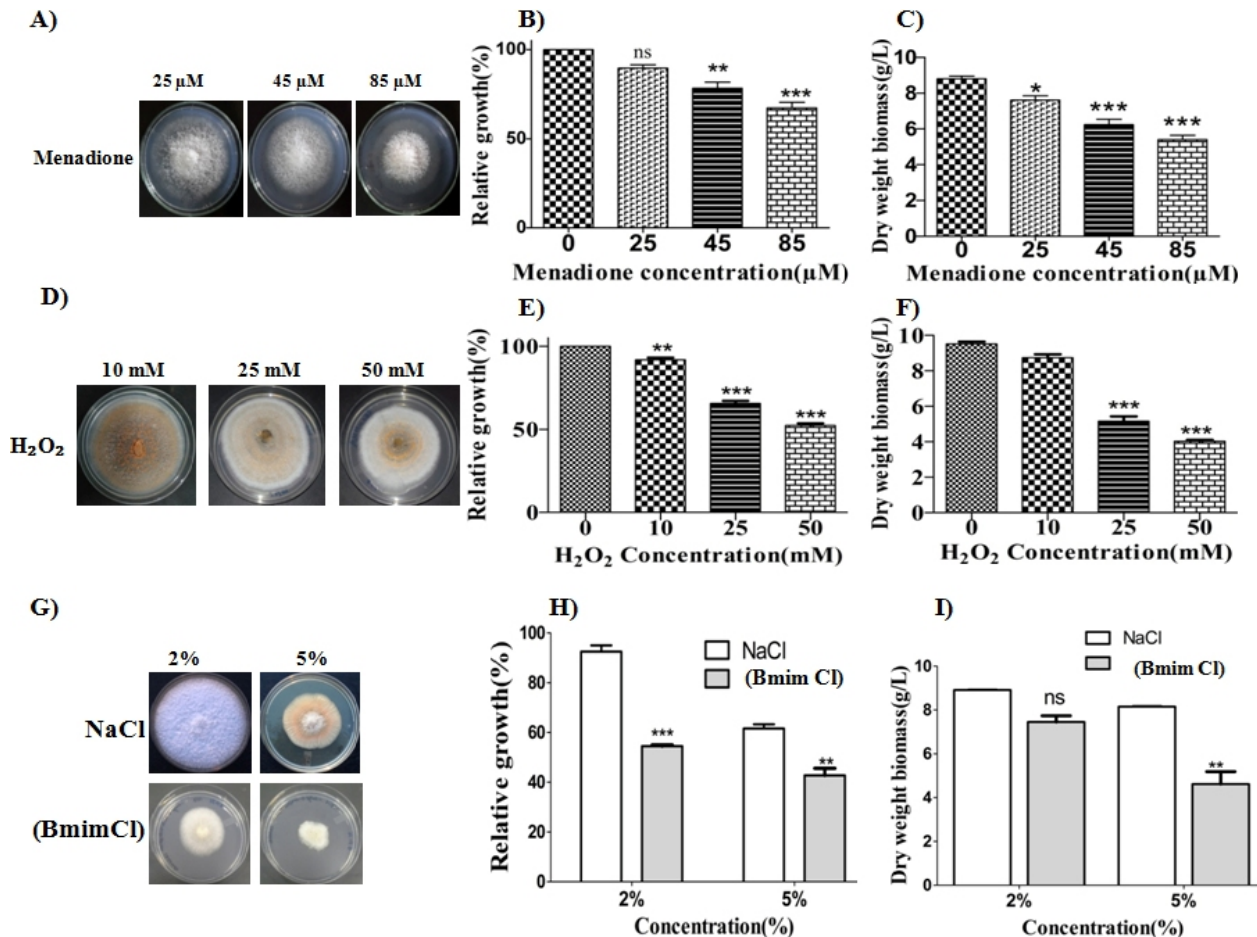 A)
25 µM 45 µM 85 µM
Menadione
B)
Relative growth(%)
100
50
0
ns
**
***
0 25 45 85
Menadione concentration(µM)
C)
Dry weight biomass(g/L)
10
8
6
4
2
0
*
***
***
0 25 45 85
Menadione concentration(µM)
D)
10 mM 25 mM 50 mM
H₂O₂
E)
Relative growth(%)
100
50
0
**
***
***
0 10 25 50
H₂O₂ Concentration(mM)
F)
Dry weight biomass(g/L)
10
8
6
4
2
0
***
***
0 10 25 50
H₂O₂ Concentration(mM)
G)
2% 5%
NaCl
(BmimCl)
H)
Relative growth(%)
100
80
60
40
20
0
NaCl
(Bmim Cl)
***
**
2% 5%
Concentration(%)
I)
Dry weight biomass(g/L)
10
8
6
4
2
0
NaCl
(Bmim Cl)
ns
**
2% 5%
Concentration(%)